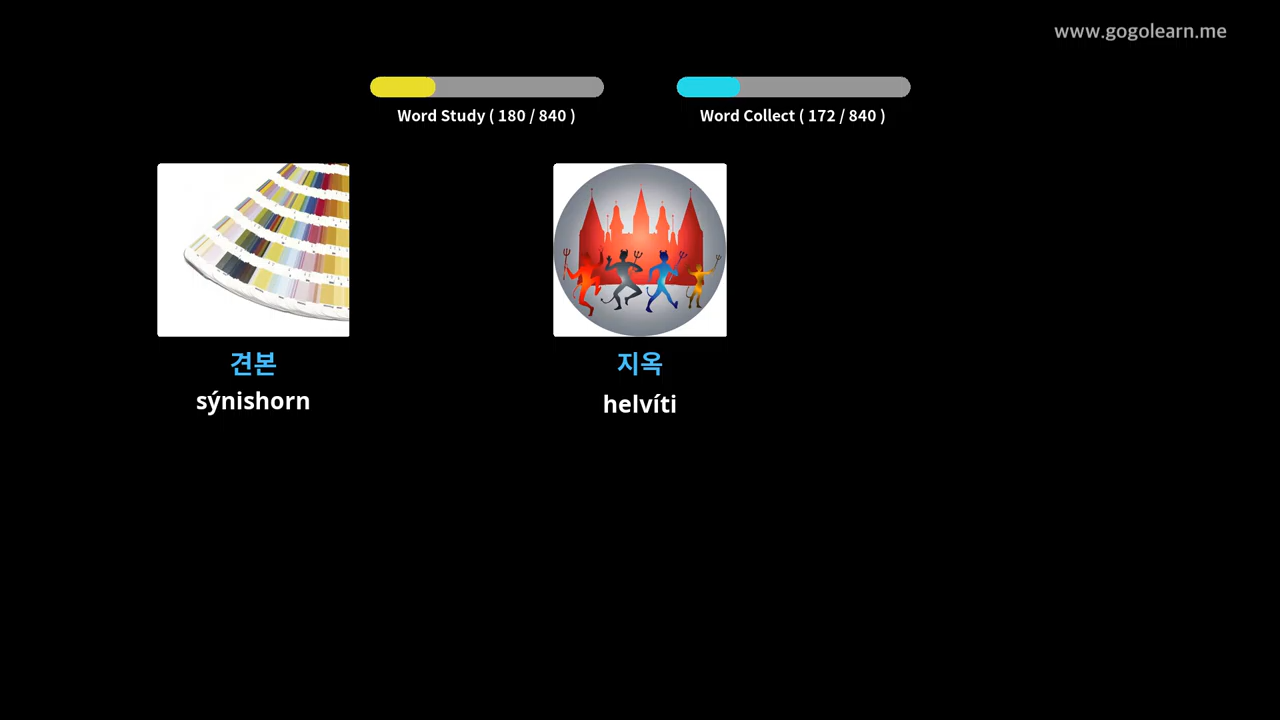 www.gogolearn.me
Word Study ( 180 / 840 )
Word Collect ( 172 / 840 )
견본
sýnishorn
지옥
helvíti